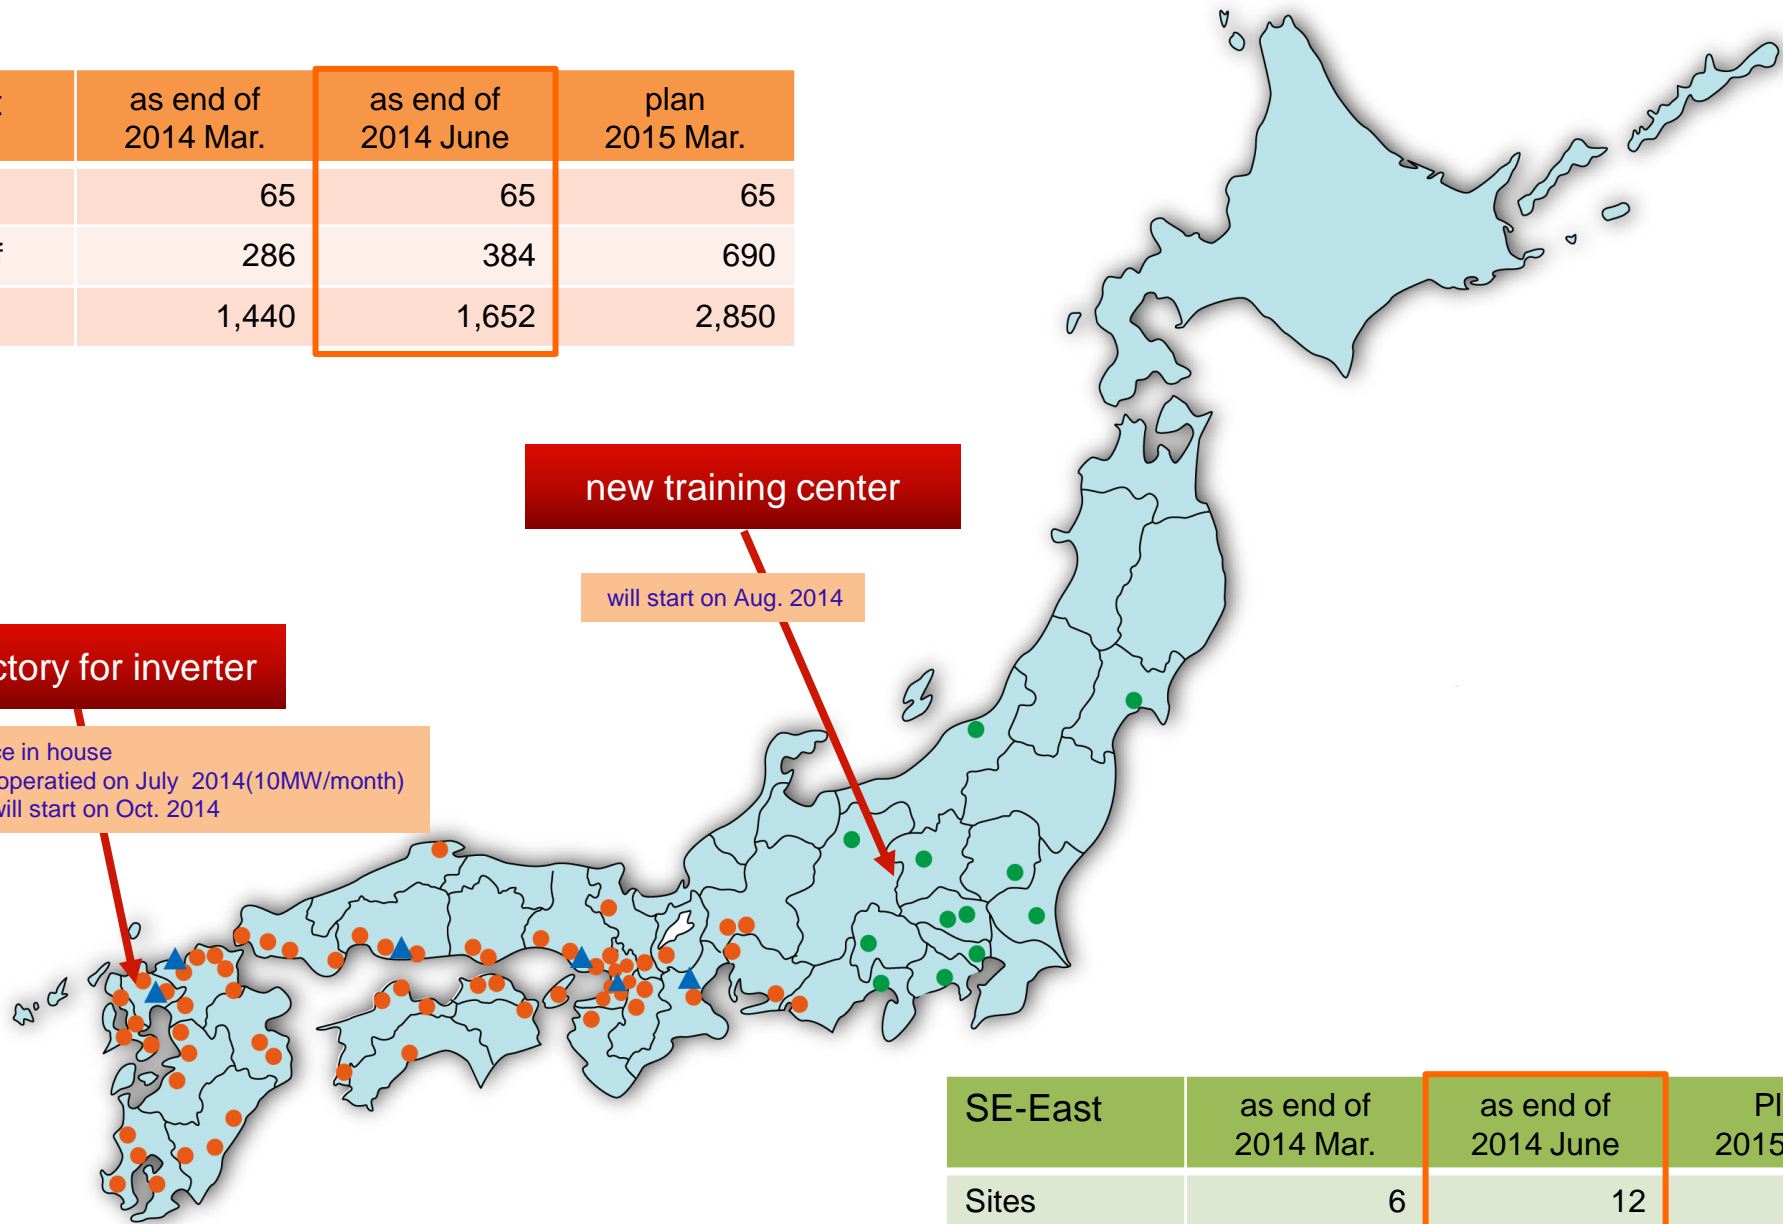 as end of
2014 Mar.
as end of
2014 June
plan
2015 Mar.
65 65 65
286 384 690
1,440 1,652 2,850
new training center
will start on Aug. 2014
for inverter
in house
operatied on July 2014(10MW/month)
will start on Oct. 2014
SE-East
as end of
2014 Mar.
as end of
2014 June
2015
Sites 6 12